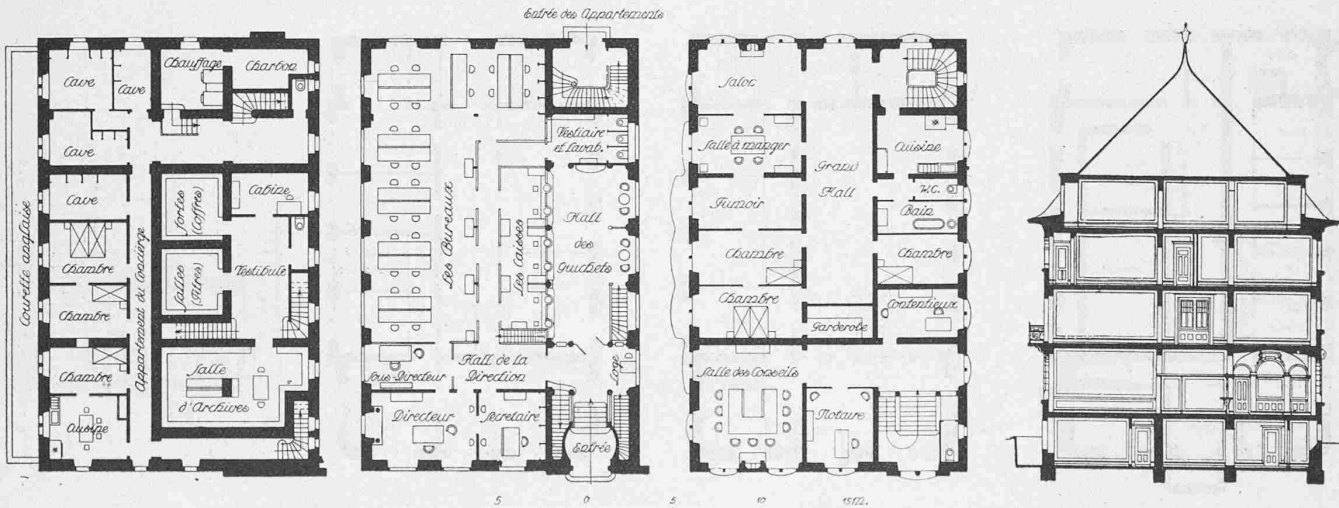 Cave
Cave
Chauffage
Charbon
Cave
Cave
Chambre
Chambre
Chambre
Cuisine
Courette anglaise
Appartement du Concierge
Salles fortes
(Coffres)
(Titres)
Cabine
Vestibule
Salle
d'Archives
Entrée des Appartements
Vestiaire
et Lavab.
Les Bureaux
Les Caisses
Hall
des
Guichets
Sous-Directeur
Hall de la
Direction
Loge
Directeur
Secretaire
Entrée
Salon
Salle à manger
Fumoir
Chambre
Chambre
Grand
Hall
Cuisine
W.C.
Bain
Chambre
Contentieux
Garderobe
Salle des Conseils
Notaire
5 0 5 10 15 m.